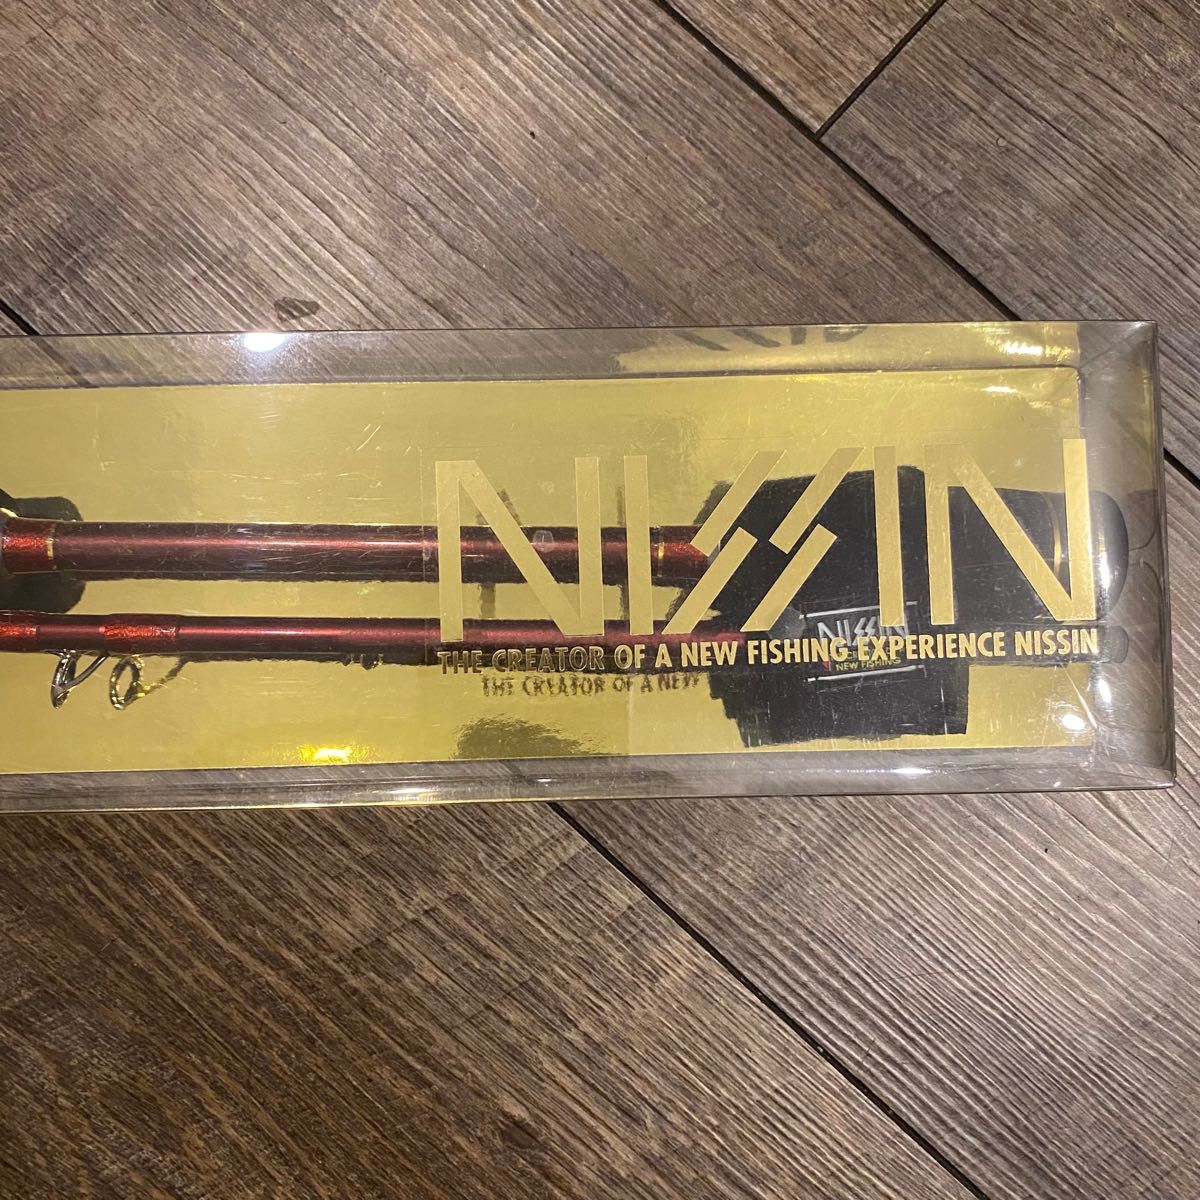 NISSIN
THE CREATOR OF A NEW FISHING EXPERIENCE NISSIN
THE CREATOR OF A NEW
NISSIN
NEW FISHING